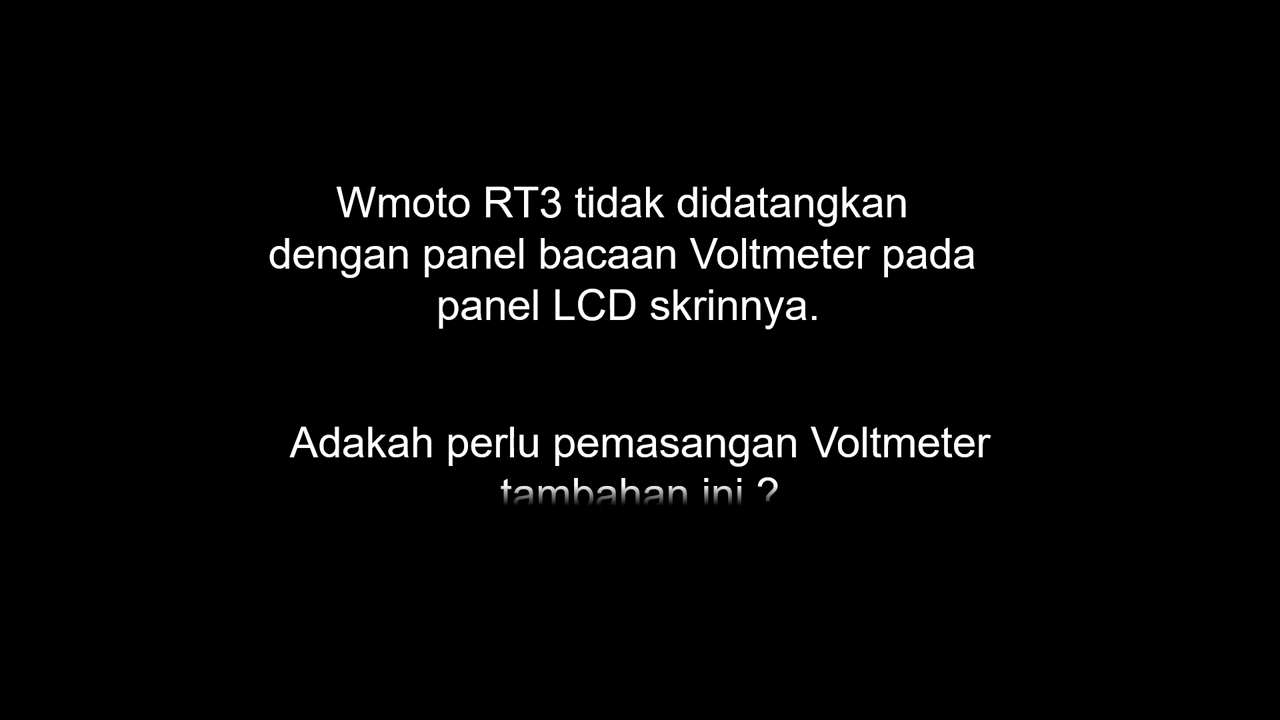 Wmoto RT3 tidak didatangkan
dengan panel bacaan Voltmeter pada
panel LCD skrinnya.
Adakah perlu pemasangan Voltmeter
tambahan ini ?